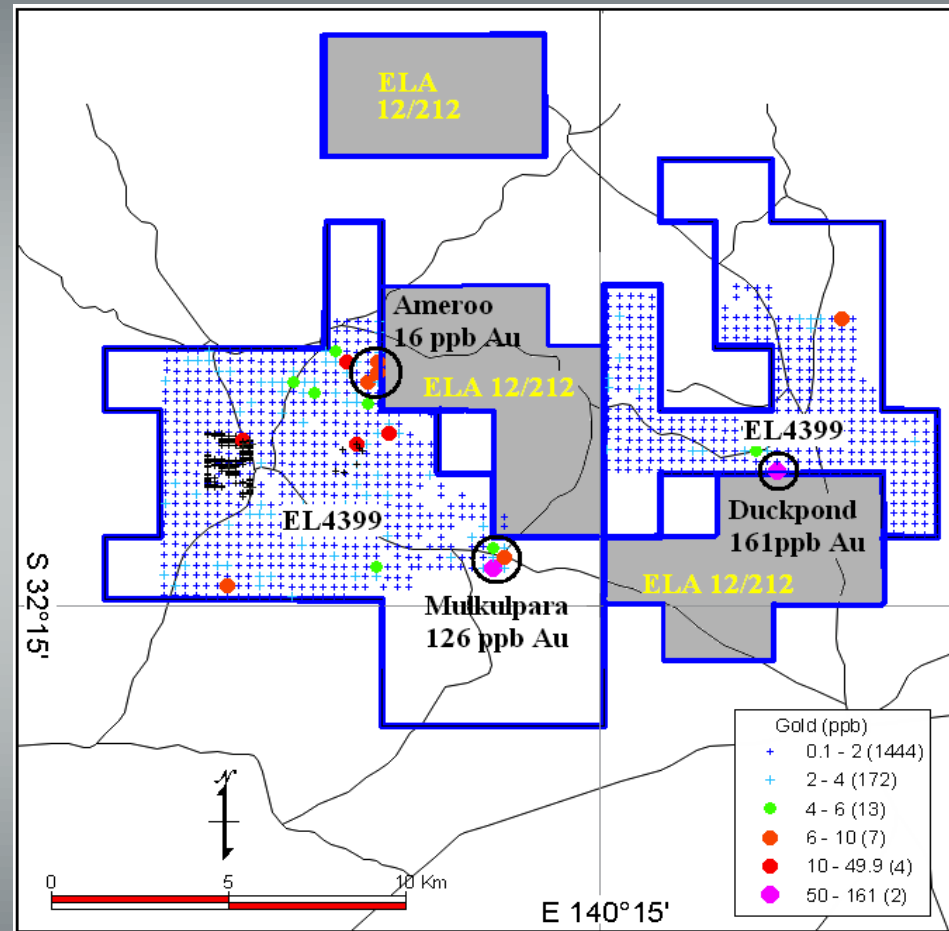 ELA
12/212
Ameroo
16 ppb Au
ELA 12/212
EL4399
EL4399
Duckpond
161ppb Au
ELA 12/212
Mulkulpara
126 ppb Au
S 32°15'
E 140°15'
N
0 5 10 Km
Gold (ppb)
0.1 - 2 (1444)
2 - 4 (172)
4 - 6 (13)
6 - 10 (7)
10 - 49.9 (4)
50 - 161 (2)